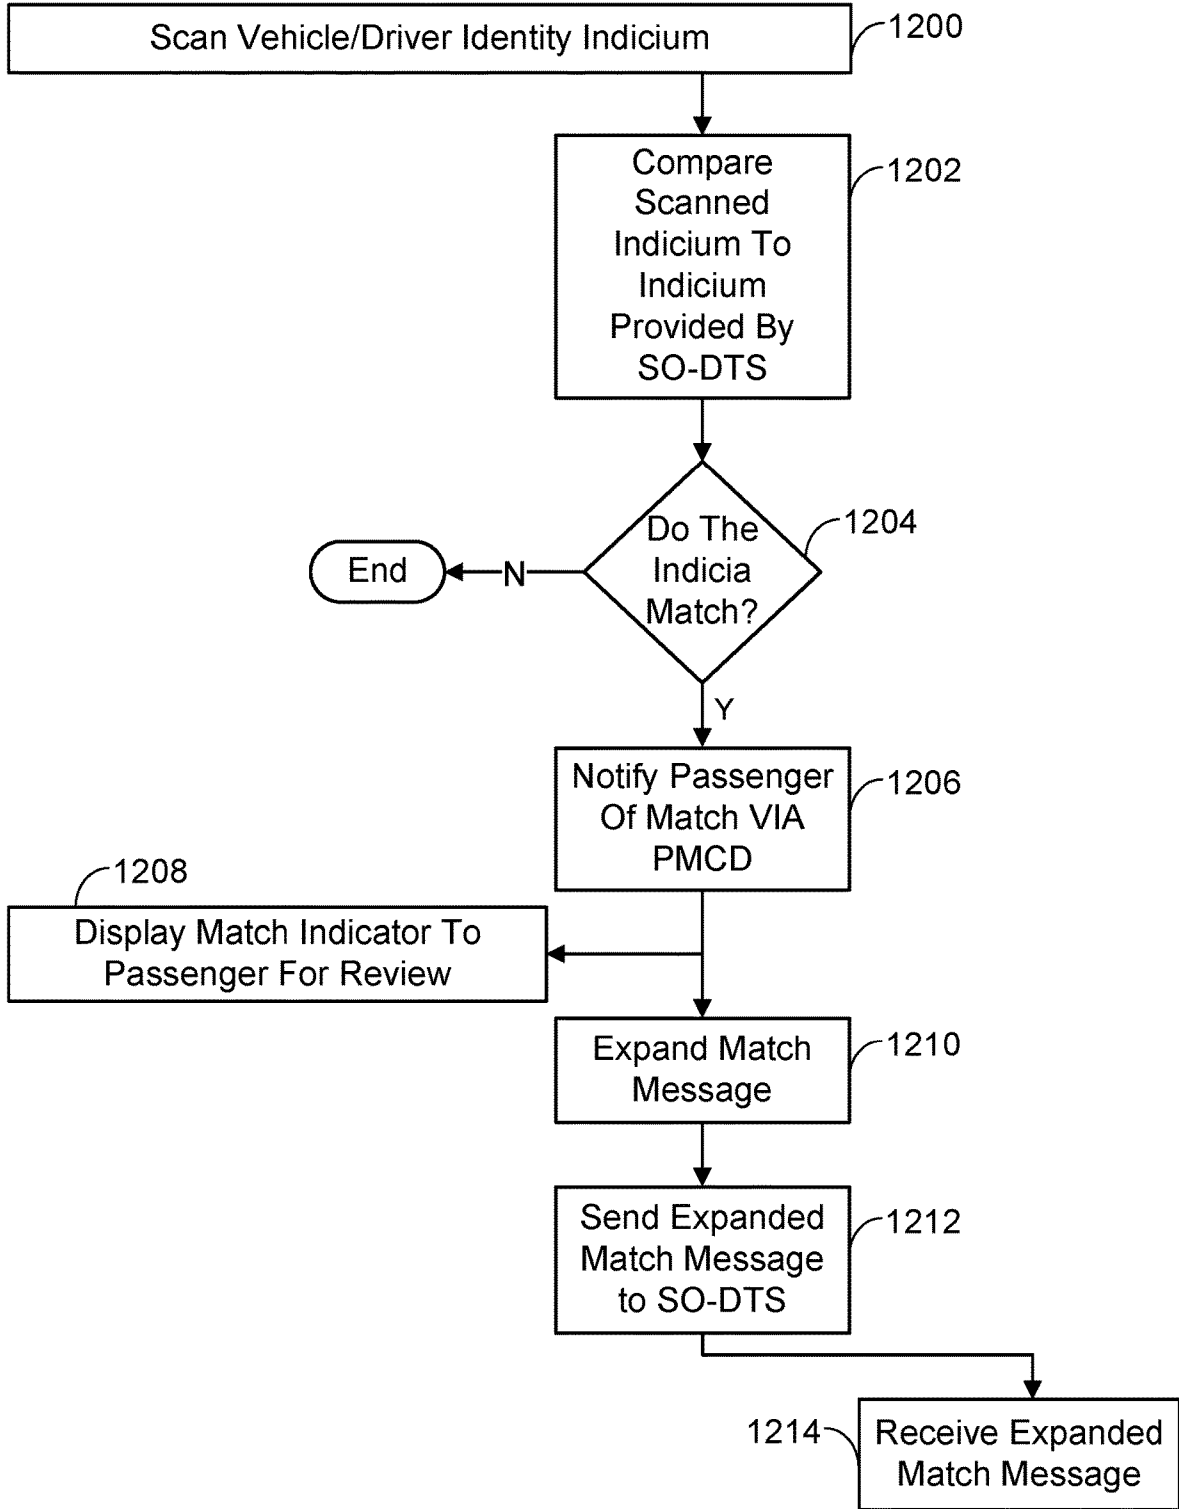 Scan Vehicle/Driver Identity Indicium
1200
Compare
Scanned
Indicium To
Indicium
Provided By
SO-DTS
1202
Do The
Indicia
Match?
1204
N
End
Y
Notify Passenger
Of Match VIA
PMCD
1206
1208
Display Match Indicator To
Passenger For Review
Expand Match
Message
1210
Send Expanded
Match Message
to SO-DTS
1212
1214
Receive Expanded
Match Message